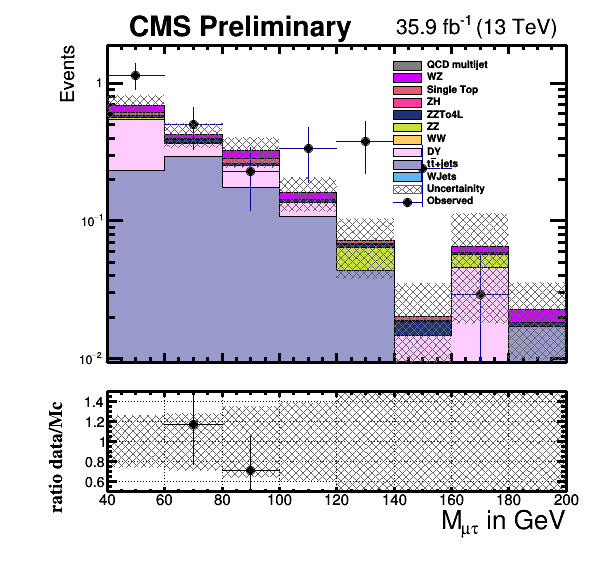 CMS Preliminary 35.9 fb⁻¹ (13 TeV)
Events
1
10⁻¹
10⁻²
QCD multijet
WZ
Single Top
ZH
ZZTo4L
ZZ
WW
DY
tt̄+jets
WJets
Uncertainity
Observed
ratio data/Mc
1.4
1.2
1
0.8
0.6
40 60 80 100 120 140 160 180 200
M_μτ in GeV